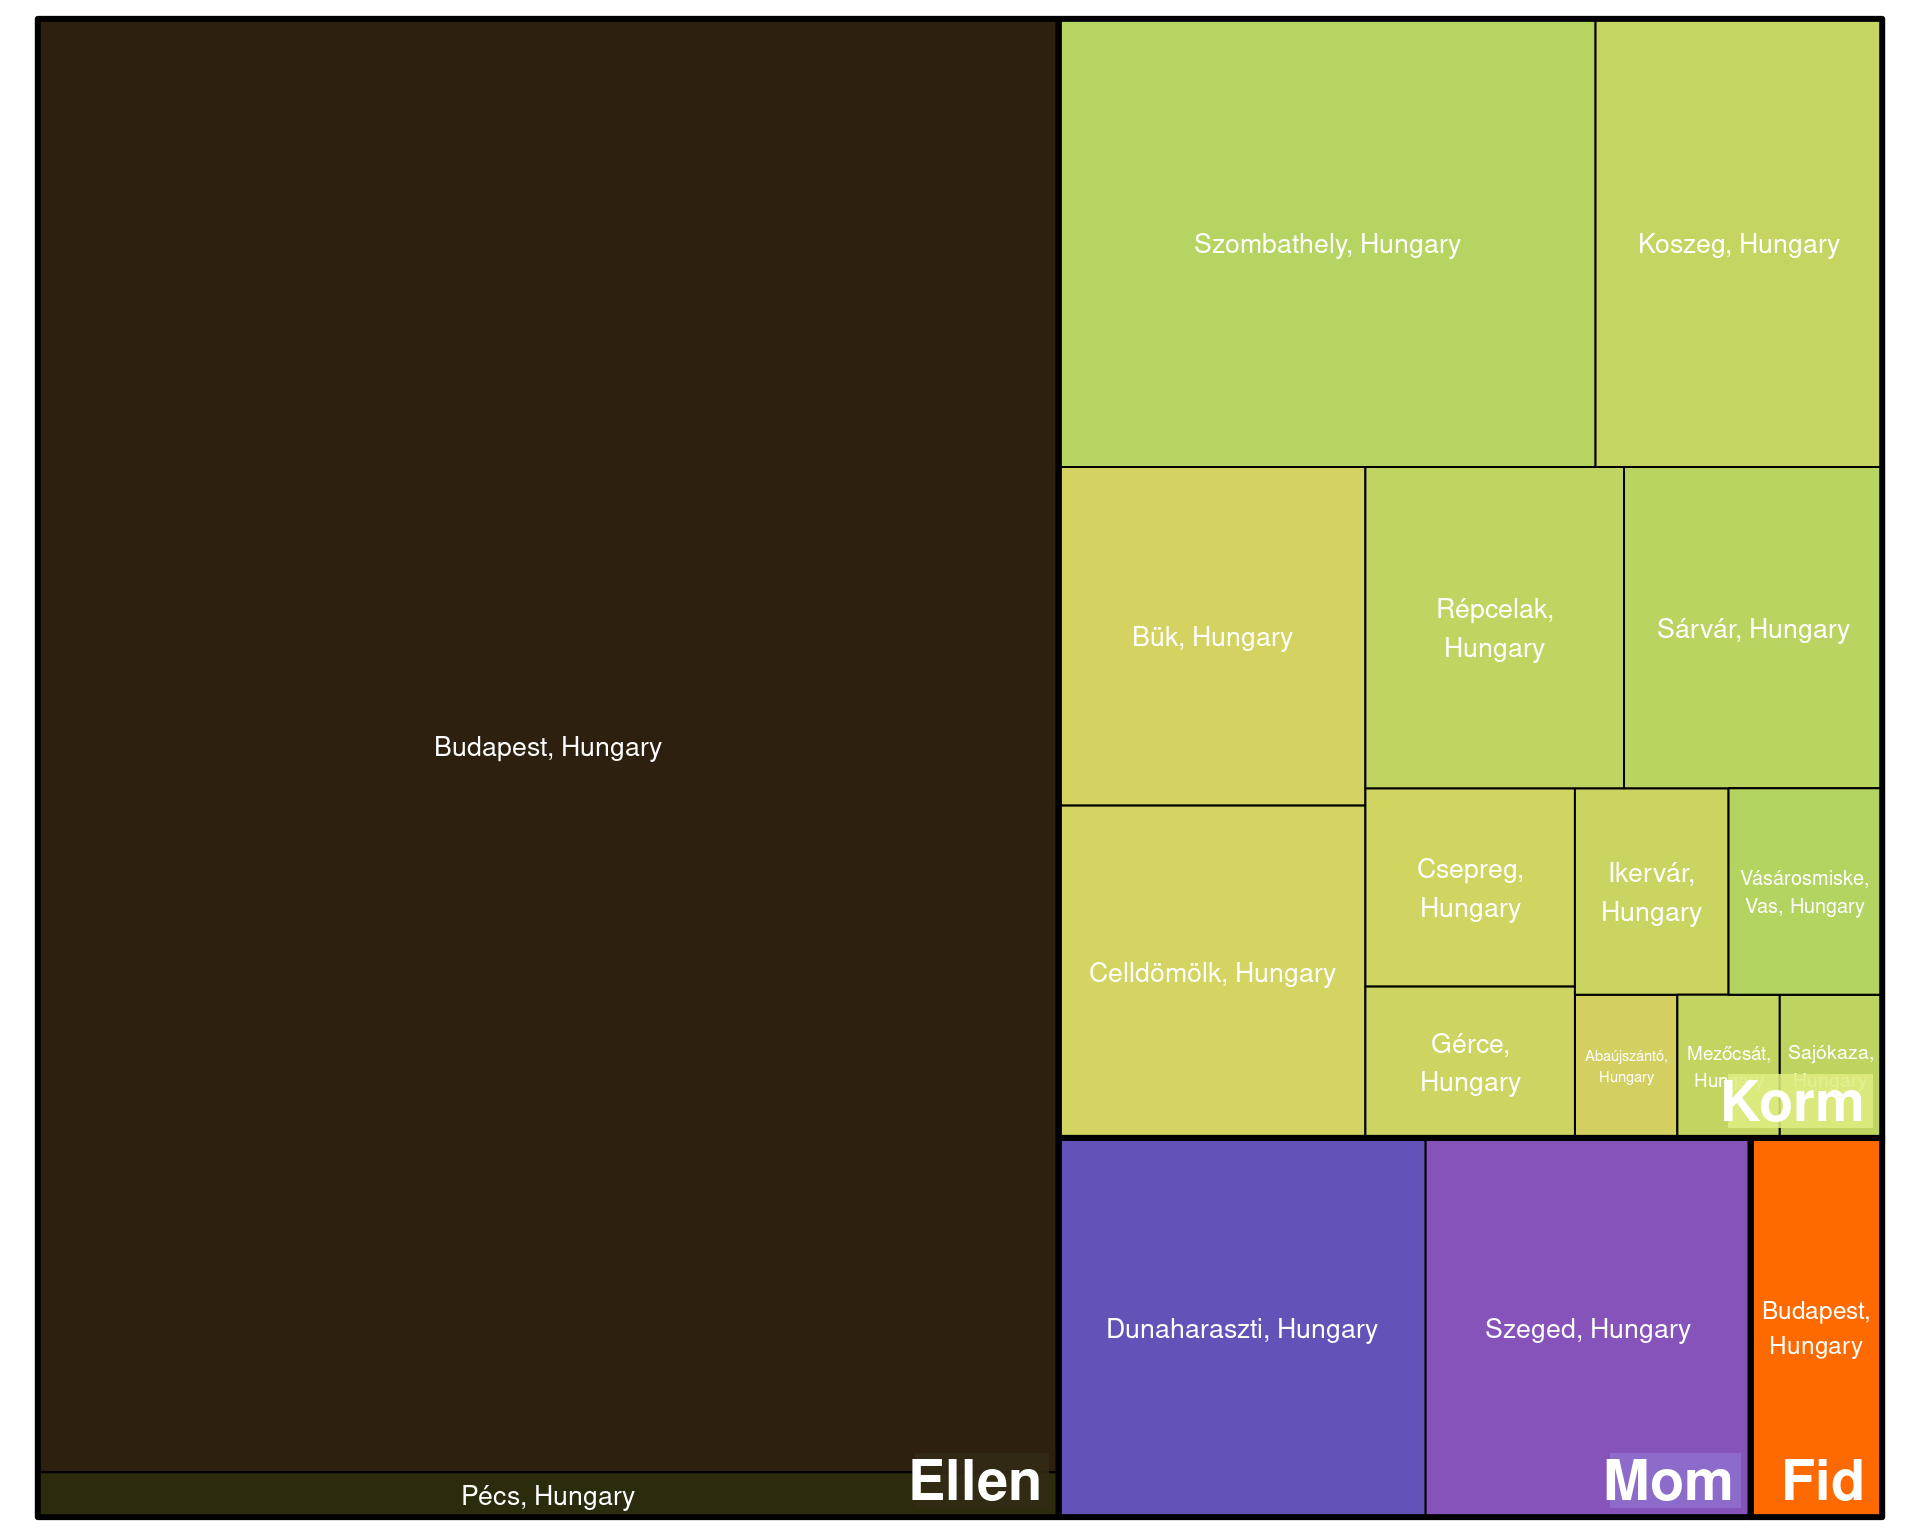 Budapest, Hungary
Pécs, Hungary
Ellen
Szombathely, Hungary
Koszeg, Hungary
Bük, Hungary
Répcelak,
Hungary
Sárvár, Hungary
Celldömölk, Hungary
Csepreg,
Hungary
Ikervár,
Hungary
Vásárosmiske,
Vas, Hungary
Gérce,
Hungary
Abaújszántó,
Hungary
Mezőcsát,
Hungary
Sajókaza,
Hungary
Korm
Dunaharaszti, Hungary
Szeged, Hungary
Mom
Budapest,
Hungary
Fid